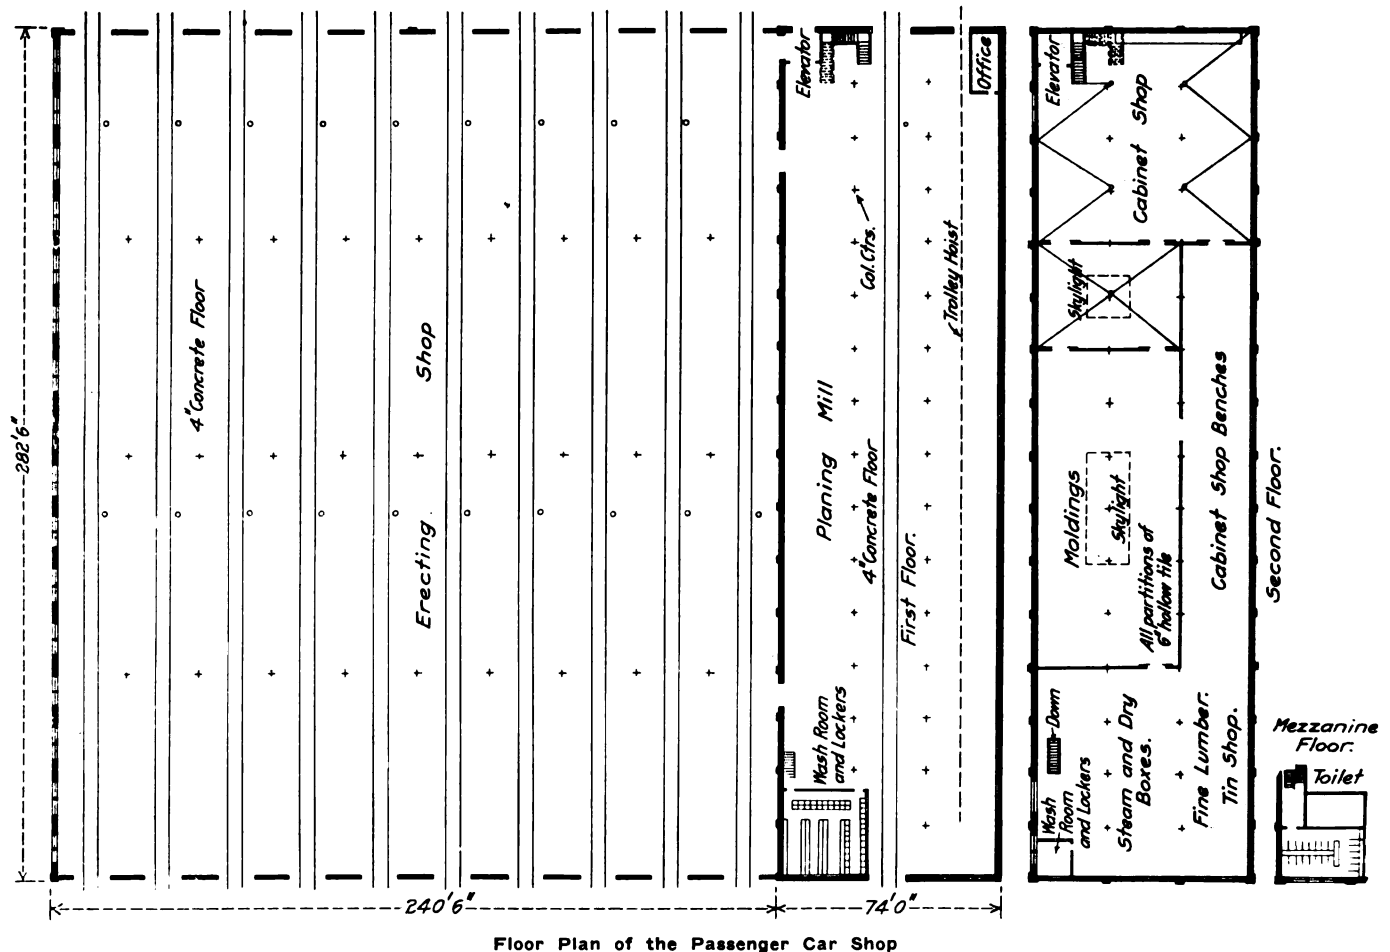 Elevator
Office
Elevator
Cabinet Shop
Col. Ctrs.
Trolley Hoist
Skylight
4" Concrete Floor
Erecting Shop
282'6"
Planing Mill
4" Concrete Floor
First Floor.
Moldings
Skylight
All partitions of
6" hollow tile
Cabinet Shop Benches
Second Floor.
Wash Room
and Lockers
Down
Wash
Room
and Lockers
Steam and Dry
Boxes.
Fine Lumber.
Tin Shop.
Mezzanine
Floor.
Toilet
240'6"
74'0"
Floor Plan of the Passenger Car Shop